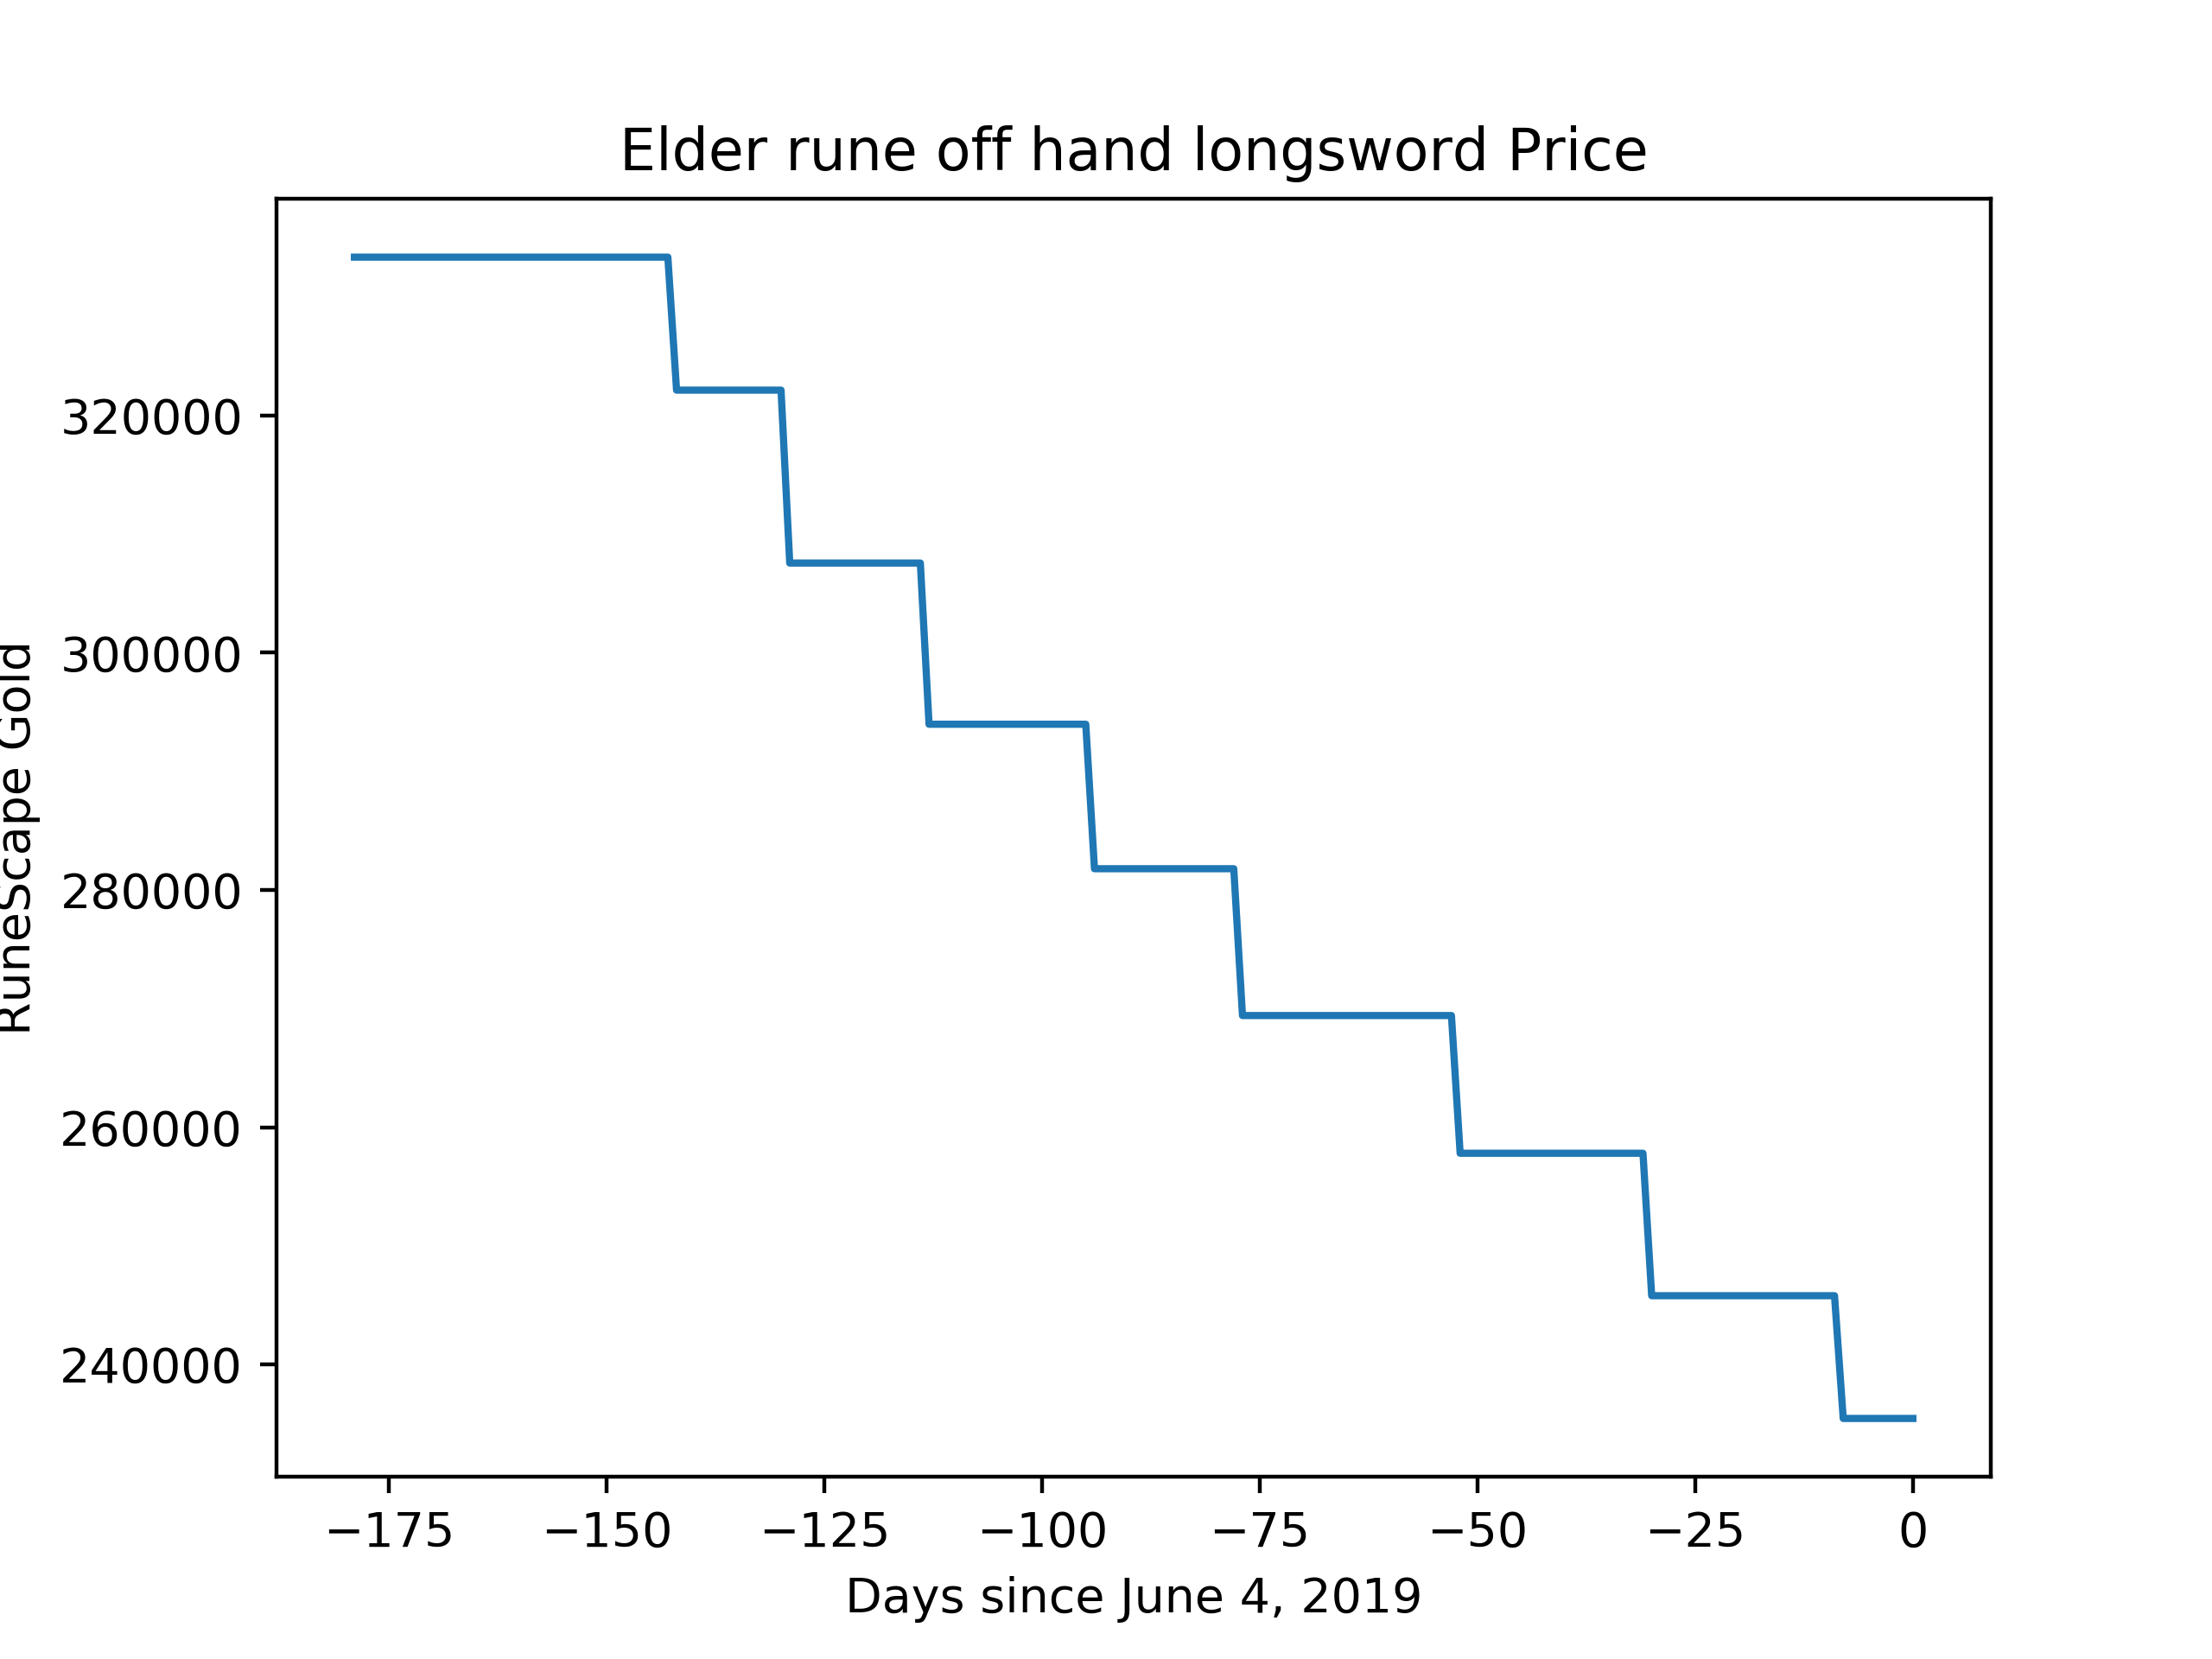 Elder rune off hand longsword Price
RuneScape Gold
320000
300000
280000
260000
240000
−175 −150 −125 −100 −75 −50 −25 0
Days since June 4, 2019